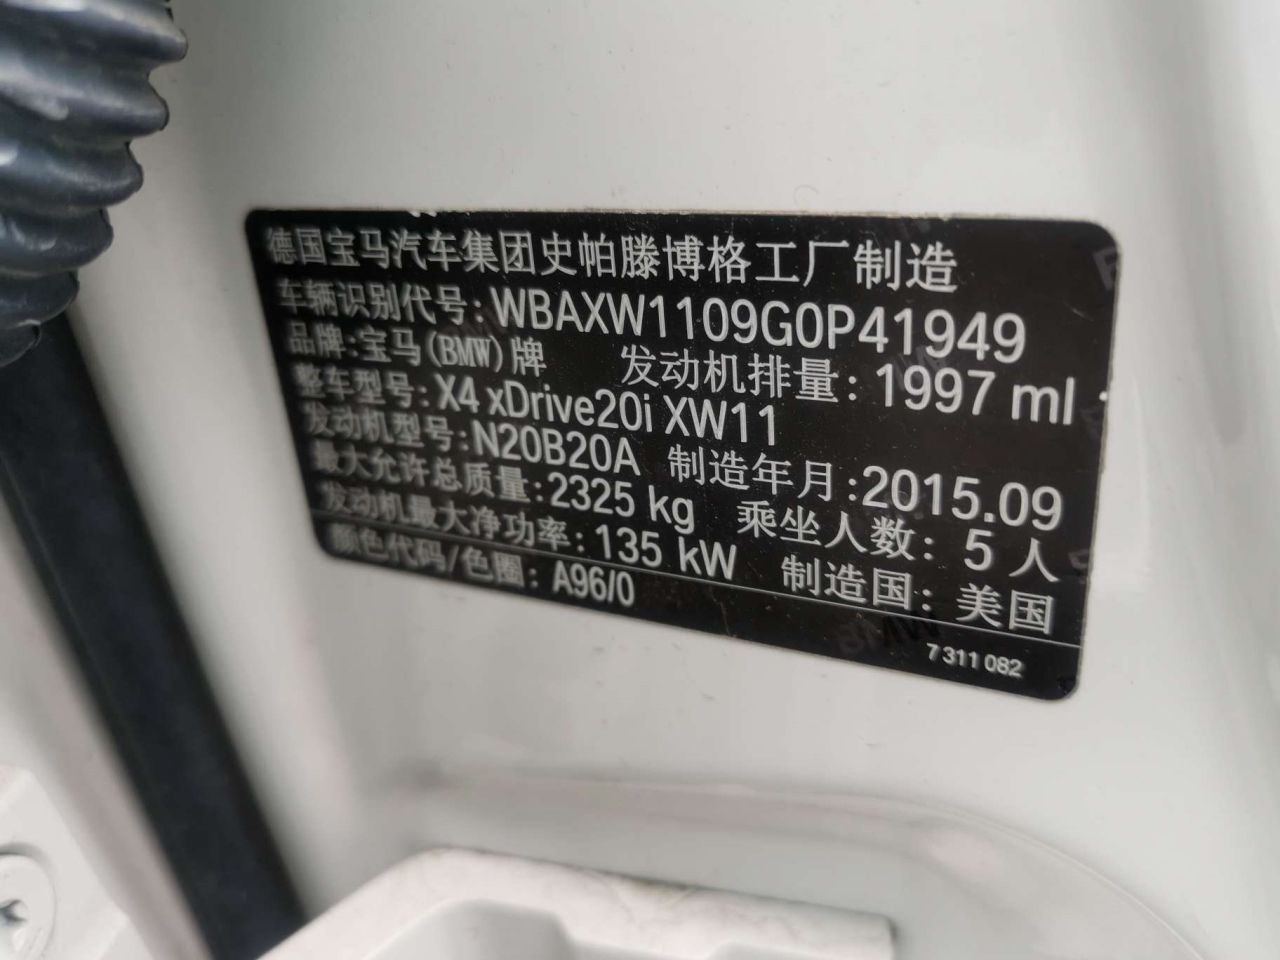 德国宝马汽车集团史帕滕博格工厂制造
车辆识别代号:WBAXW1109G0P41949
品牌:宝马(BMW)牌 发动机排量: 1997 ml
整车型号: X4 xDrive20i XW11
发动机型号: N20B20A 制造年月:2015.09
最大允许总质量:2325 kg 乘坐人数: 5 人
发动机最大净功率: 135 kW 制造国: 美国
颜色代码/色圈: A96/0
7 311 082